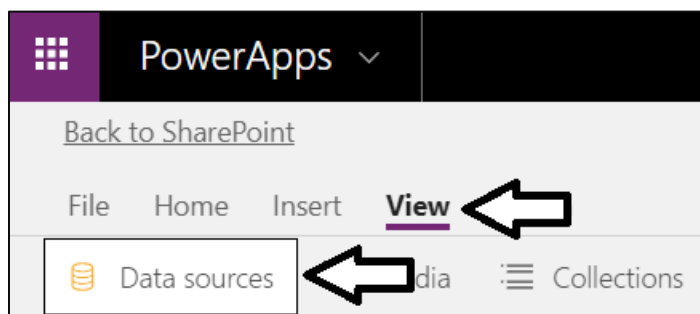 PowerApps
Back to SharePoint
File Home Insert View
Data sources dia Collections